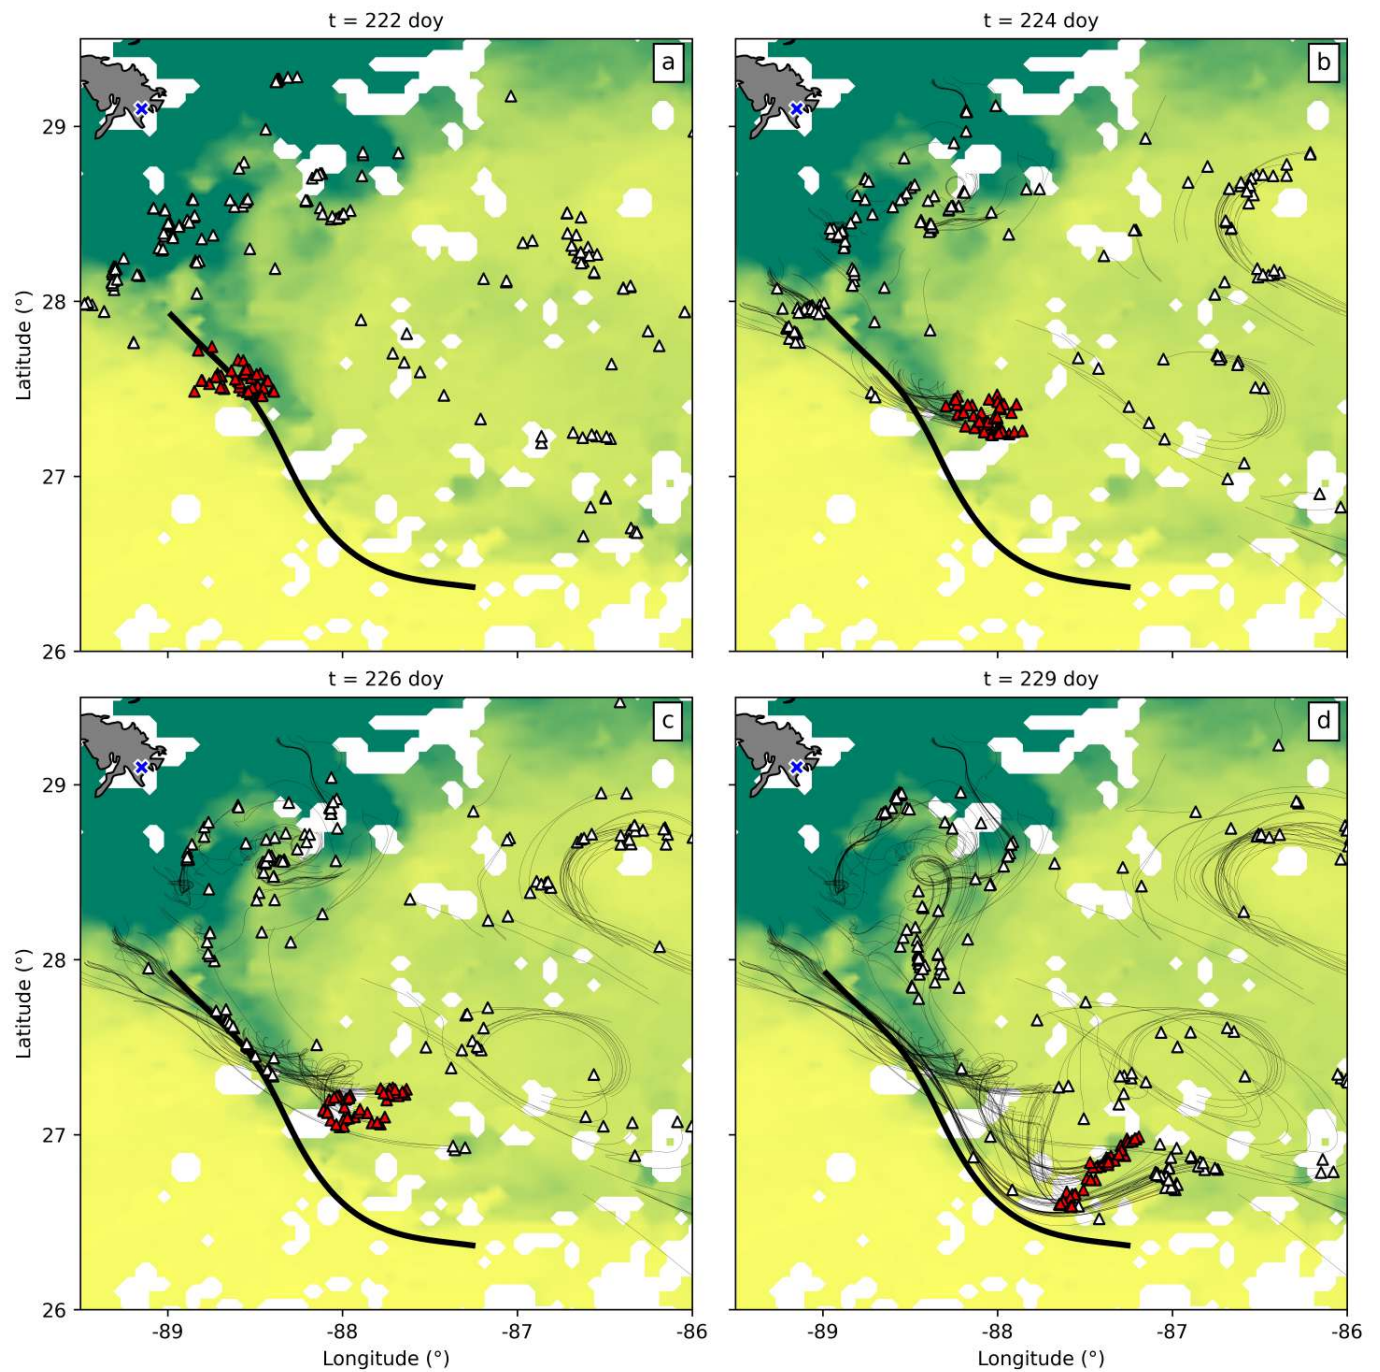 t = 222 doy
t = 224 doy
a
b
29
28
27
26
Latitude (°)
t = 226 doy
t = 229 doy
c
d
29
28
27
26
Latitude (°)
-89
-88
-87
-86
-89
-88
-87
-86
Longitude (°)
Longitude (°)